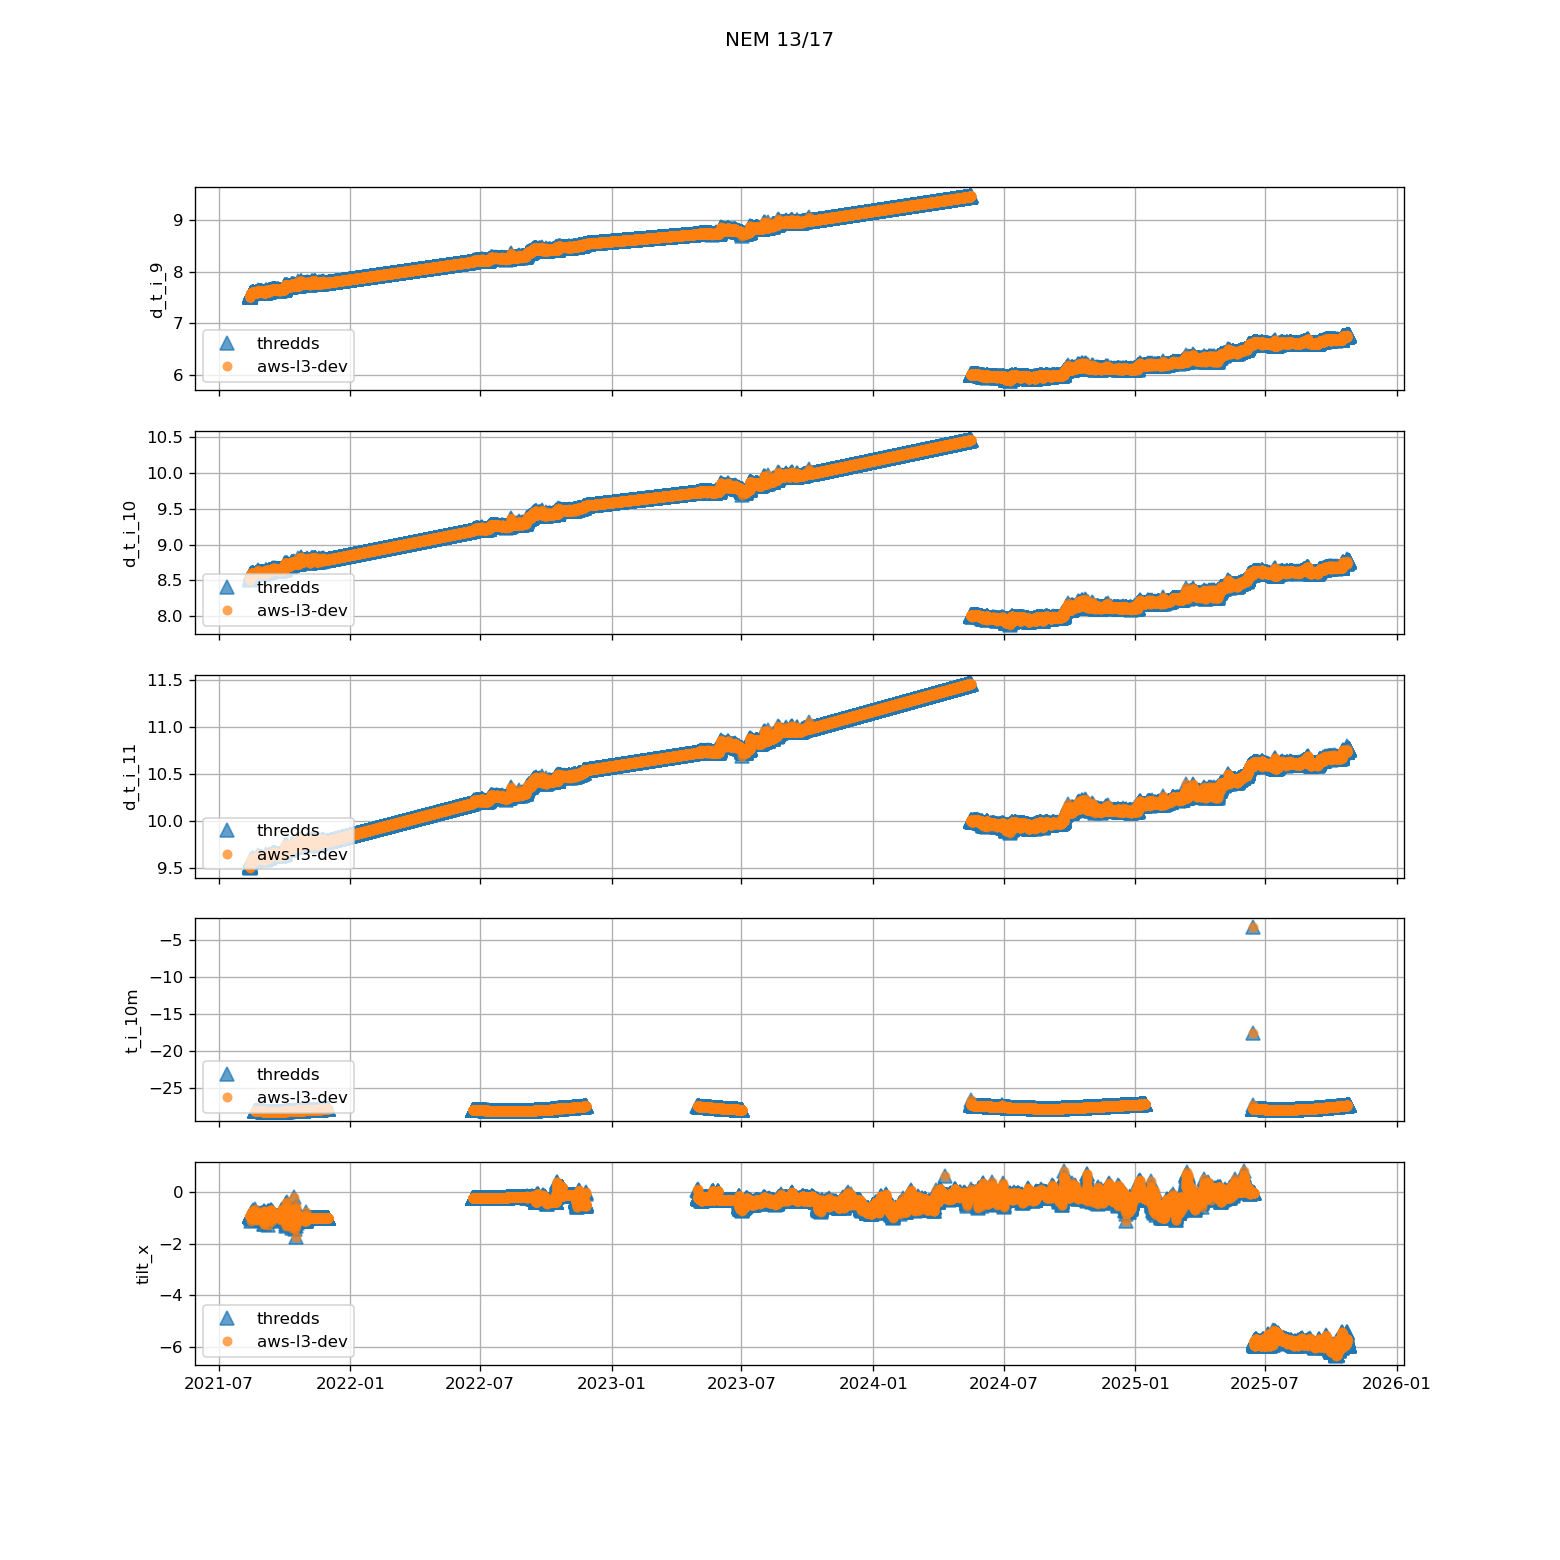 NEM 13/17
9
8
7
6
d_t_i_9
thredds
aws-l3-dev
10.5
10.0
9.5
9.0
8.5
8.0
d_t_i_10
thredds
aws-l3-dev
11.5
11.0
10.5
10.0
9.5
d_t_i_11
thredds
aws-l3-dev
−5
−10
−15
−20
−25
t_i_10m
thredds
aws-l3-dev
0
−2
−4
−6
tilt_x
thredds
aws-l3-dev
2021-07 2022-01 2022-07 2023-01 2023-07 2024-01 2024-07 2025-01 2025-07 2026-01